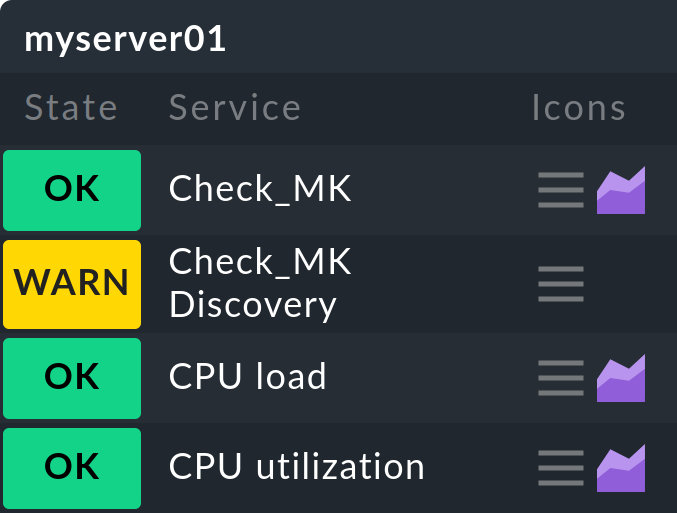 myserver01
State Service Icons
OK Check_MK
WARN Check_MK
Discovery
OK CPU load
OK CPU utilization